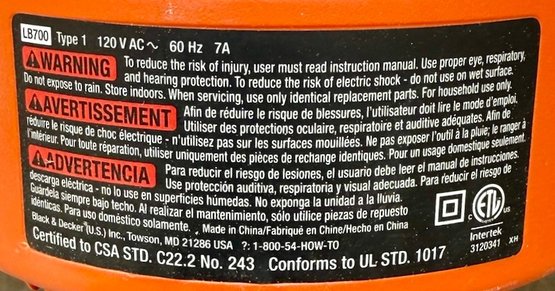 LB700 Type 1 120 V AC ~ 60 Hz 7A
WARNING To reduce the risk of injury, user must read instruction manual. Use proper eye, respiratory,
and hearing protection. To reduce the risk of electric shock - do not use on wet surface.
Do not expose to rain. Store indoors. When servicing, use only identical replacement parts. For household use only.
AVERTISSEMENT Afin de réduire le risque de blessures, l'utilisateur doit lire le mode d'emploi.
Utiliser des protections oculaire, respiratoire et auditive adéquates. Afin de
réduire le risque de choc électrique - n'utilisez pas sur les surfaces mouillées. Ne pas exposer l'outil à la pluie; le ranger à
l'intérieur. Pour toute réparation, utiliser uniquement des pièces de rechange identiques. Pour un usage domestique seulement.
ADVERTENCIA Para reducir el riesgo de lesiones, el usuario debe leer el manual de instrucciones.
Use protección auditiva, respiratoria y visual adecuada. Para reducir el riesgo de
descarga eléctrica - no lo use en superficies húmedas. No exponga la unidad a la lluvia.
Guárdela siempre bajo techo. Al realizar el mantenimiento, sólo utilice piezas de repuesto
idénticas. Para uso doméstico solamente. Made in China/Fabriqué en Chine/Hecho en China
Black & Decker (U.S.) Inc., Towson, MD 21286 USA ?: 1-800-54-HOW-TO
Certified to CSA STD. C22.2 No. 243 Conforms to UL STD. 1017
ETL
Intertek
3120341 XH